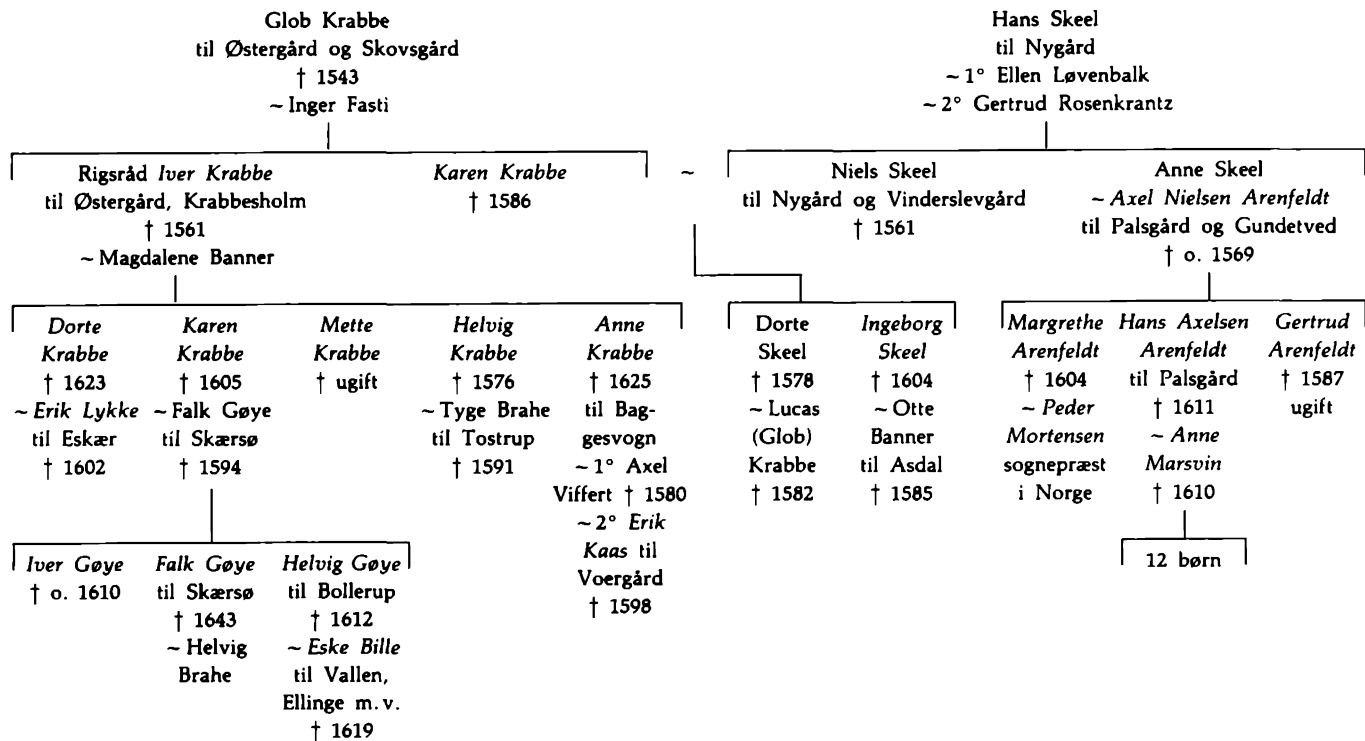 Glob Krabbe
til Østergård og Skovsgård
† 1543
~ Inger Fasti
Hans Skeel
til Nygård
~ 1° Ellen Løvenbalk
~ 2° Gertrud Rosenkrantz
Rigsråd Iver Krabbe
til Østergård, Krabbesholm
† 1561
~ Magdalene Banner
Karen Krabbe
† 1586
~
Niels Skeel
til Nygård og Vinderslevgård
† 1561
Anne Skeel
~ Axel Nielsen Arenfeldt
til Palsgård og Gundetved
† o. 1569
Dorte
Krabbe
† 1623
~ Erik Lykke
til Eskær
† 1602
Karen
Krabbe
† 1605
~ Falk Gøye
til Skærsø
† 1594
Mette
Krabbe
† ugift
Helvig
Krabbe
† 1576
~ Tyge Brahe
til Tostrup
† 1591
Anne
Krabbe
† 1625
til Bag-
gesvogn
~ 1° Axel
Viffert † 1580
~ 2° Erik
Kaas til
Voergård
† 1598
Dorte
Skeel
† 1578
~ Lucas
(Glob)
Krabbe
† 1582
Ingeborg
Skeel
† 1604
~ Otte
Banner
til Asdal
† 1585
Margrethe
Arenfeldt
† 1604
~ Peder
Mortensen
sognepræst
i Norge
Hans Axelsen
Arenfeldt
til Palsgård
† 1611
~ Anne
Marsvin
† 1610
Gertrud
Arenfeldt
† 1587
ugift
Iver Gøye
† o. 1610
Falk Gøye
til Skærsø
† 1643
~ Helvig
Brahe
Helvig Gøye
til Bollerup
† 1612
~ Eske Bille
til Vallen,
Ellinge m.v.
† 1619
12 børn